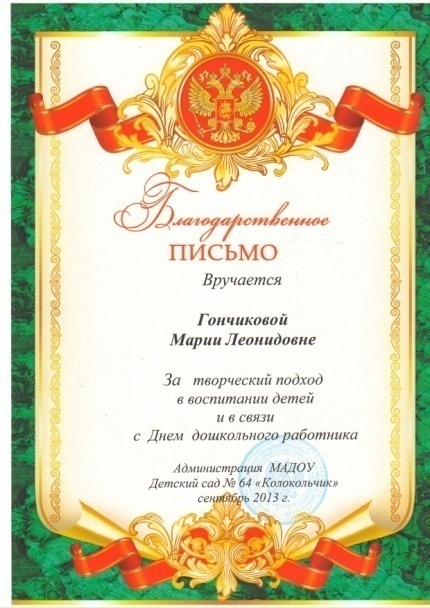 Благодарственное
ПИСЬМО
Вручается
Гончиковой
Марии Леонидовне
За творческий подход
в воспитании детей
и в связи
с Днем дошкольного работника
Администрация МАДОУ
Детский сад № 64 «Колокольчик»
сентябрь 2013 г.